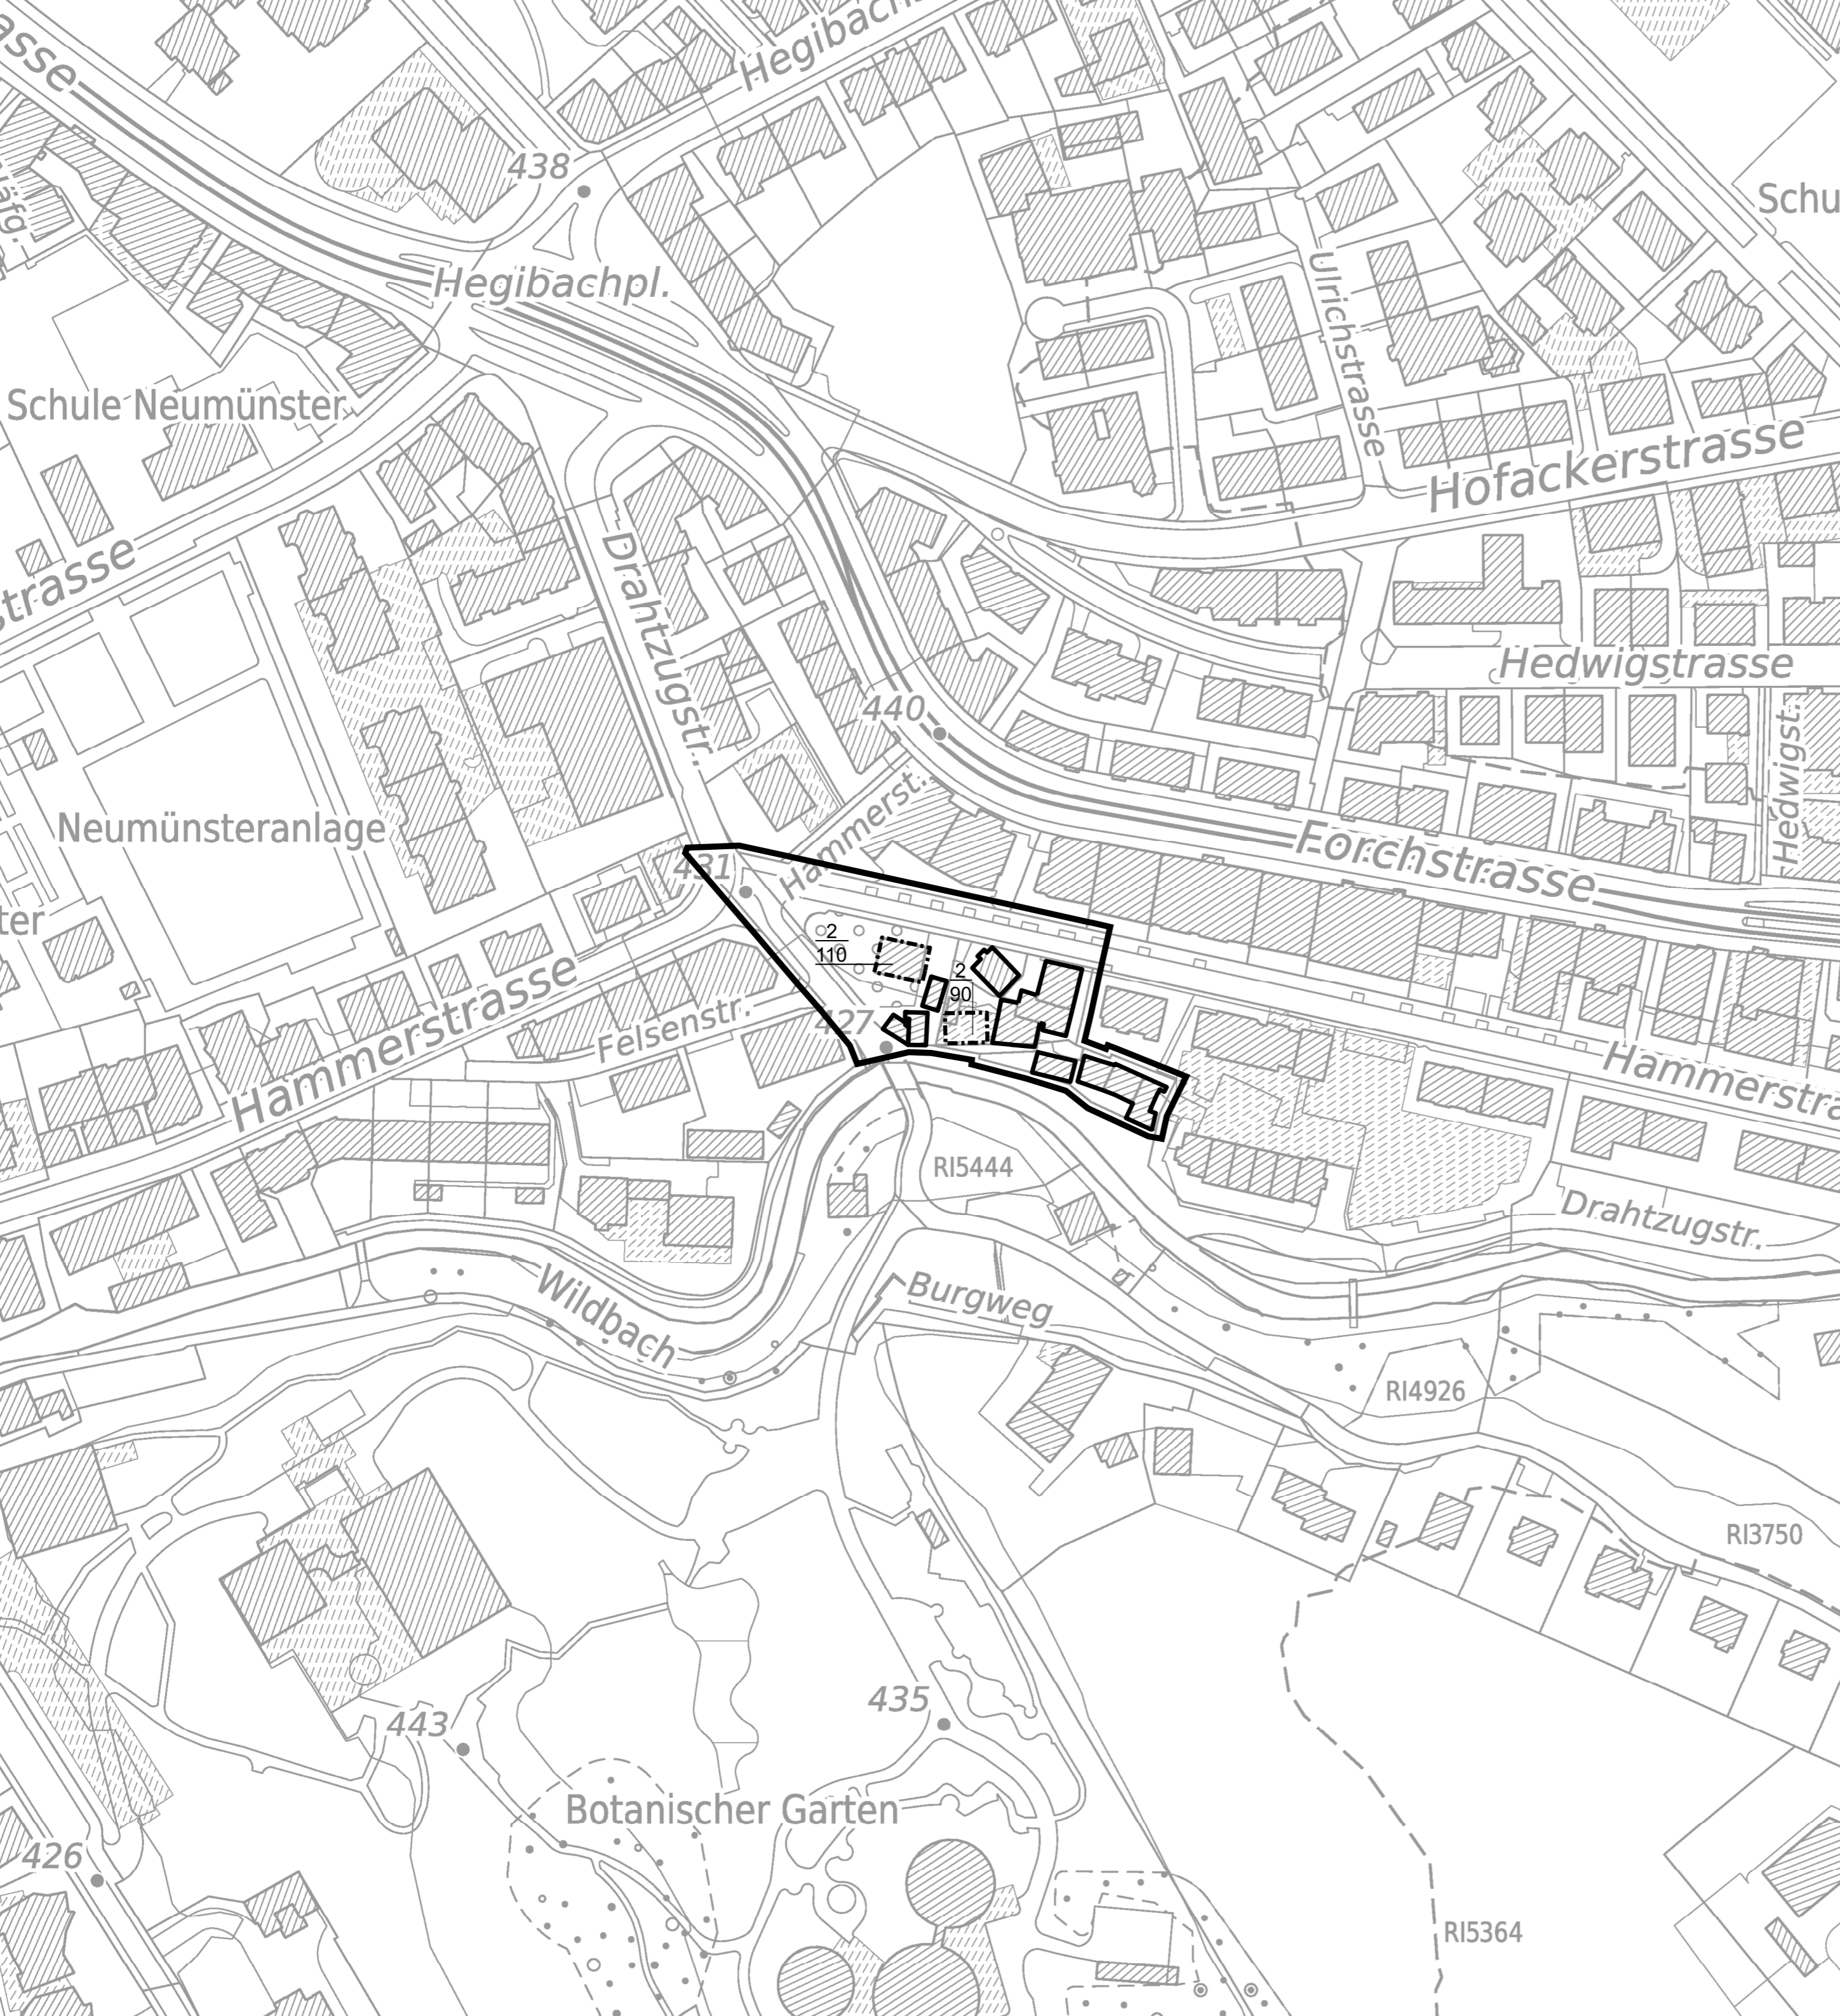 asse
Hegibachs
438
Schu
Hegibachpl.
Ulrichstrasse
Schule Neumünster
Hofackerstrasse
strasse
Drahtzugstr.
Hedwigstrasse
440
Hedwigst.
Neumünsteranlage
Hammerst.
Forchstrasse
431
ter
2
110
2
90
427
Hammerstrasse
Felsenstr.
Hammerstra
RI5444
Drahtzugstr.
Wildbach
Burgweg
RI4926
RI3750
435
443
Botanischer Garten
426
RI5364